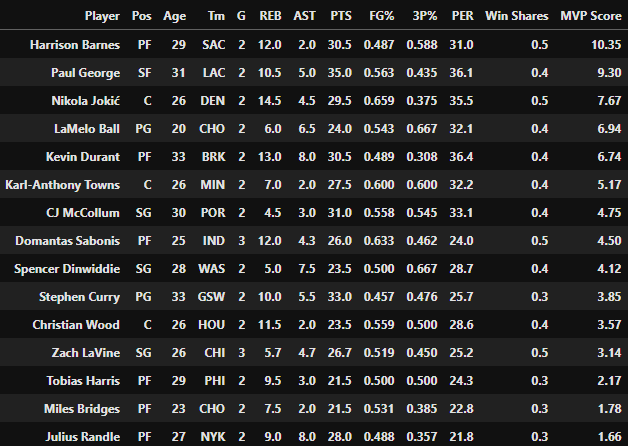 Player Pos Age Tm G REB AST PTS FG% 3P% PER Win Shares MVP Score
Harrison Barnes PF 29 SAC 2 12.0 2.0 30.5 0.487 0.588 31.0 0.5 10.35
Paul George SF 31 LAC 2 10.5 5.0 35.0 0.563 0.435 36.1 0.4 9.30
Nikola Jokić C 26 DEN 2 14.5 4.5 29.5 0.659 0.375 35.5 0.5 7.67
LaMelo Ball PG 20 CHO 2 6.0 6.5 24.0 0.543 0.667 32.1 0.4 6.94
Kevin Durant PF 33 BRK 2 13.0 8.0 30.5 0.489 0.308 36.4 0.4 6.74
Karl-Anthony Towns C 26 MIN 2 7.0 2.0 27.5 0.600 0.600 32.2 0.4 5.17
CJ McCollum SG 30 POR 2 4.5 3.0 31.0 0.558 0.545 33.1 0.4 4.75
Domantas Sabonis PF 25 IND 3 12.0 4.3 26.0 0.633 0.462 24.0 0.5 4.50
Spencer Dinwiddie SG 28 WAS 2 5.0 7.5 23.5 0.500 0.667 28.7 0.4 4.12
Stephen Curry PG 33 GSW 2 10.0 5.5 33.0 0.457 0.476 25.7 0.3 3.85
Christian Wood C 26 HOU 2 11.5 2.0 23.5 0.559 0.500 28.6 0.4 3.57
Zach LaVine SG 26 CHI 3 5.7 4.7 26.7 0.519 0.450 25.2 0.5 3.14
Tobias Harris PF 29 PHI 2 9.5 3.0 21.5 0.500 0.500 24.3 0.3 2.17
Miles Bridges PF 23 CHO 2 7.5 2.0 21.5 0.531 0.385 22.8 0.3 1.78
Julius Randle PF 27 NYK 2 9.0 8.0 28.0 0.488 0.357 21.8 0.3 1.66